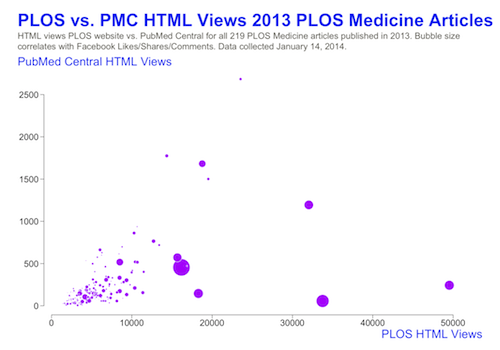 PLOS vs. PMC HTML Views 2013 PLOS Medicine Articles
HTML views PLOS website vs. PubMed Central for all 219 PLOS Medicine articles published in 2013. Bubble size
correlates with Facebook Likes/Shares/Comments. Data collected January 14, 2014.
PubMed Central HTML Views
2500
2000
1500
1000
500
0
0 10000 20000 30000 40000 50000
PLOS HTML Views